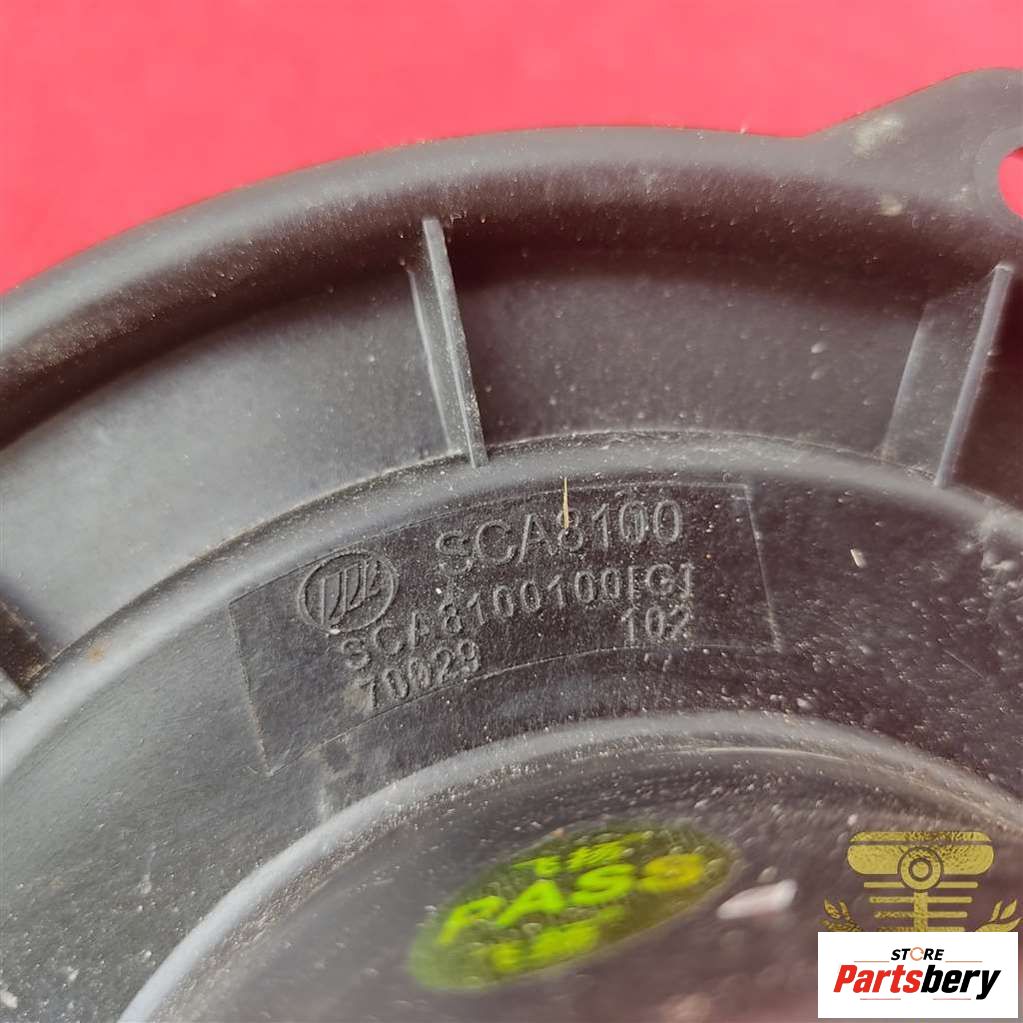 SCA8100
SCA8100100[C]
70029 102
PASS
STORE
Partsbery